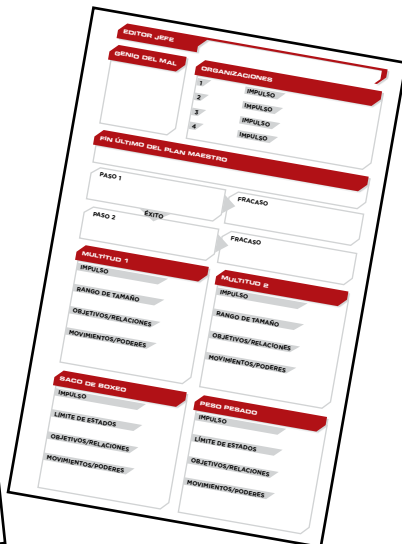 EDITOR JEFE
GENIO DEL MAL
ORGANIZACIONES
1 IMPULSO
2 IMPULSO
3 IMPULSO
4 IMPULSO
FIN ÚLTIMO DEL PLAN MAESTRO
PASO 1
FRACASO
ÉXITO
PASO 2
FRACASO
MULTITUD 1
IMPULSO
RANGO DE TAMAÑO
OBJETIVOS/RELACIONES
MOVIMIENTOS/PODERES
MULTITUD 2
IMPULSO
RANGO DE TAMAÑO
OBJETIVOS/RELACIONES
MOVIMIENTOS/PODERES
SACO DE BOXEO
IMPULSO
LÍMITE DE ESTADOS
OBJETIVOS/RELACIONES
MOVIMIENTOS/PODERES
PESO PESADO
IMPULSO
LÍMITE DE ESTADOS
OBJETIVOS/RELACIONES
MOVIMIENTOS/PODERES